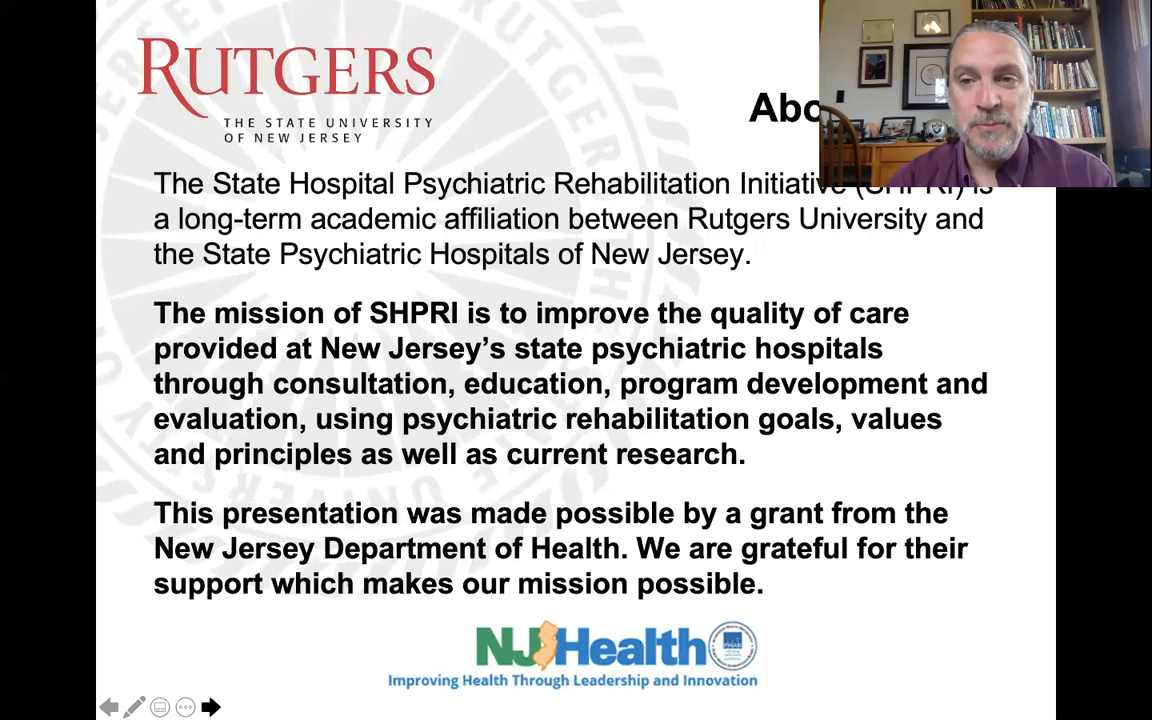 RUTGERS
THE STATE UNIVERSITY
OF NEW JERSEY
The State Hospital Psychiatric Rehabilitation Initiative (SHPRI) is
a long-term academic affiliation between Rutgers University and
the State Psychiatric Hospitals of New Jersey.
The mission of SHPRI is to improve the quality of care
provided at New Jersey’s state psychiatric hospitals
through consultation, education, program development and
evaluation, using psychiatric rehabilitation goals, values
and principles as well as current research.
This presentation was made possible by a grant from the
New Jersey Department of Health. We are grateful for their
support which makes our mission possible.
NJHealth
Improving Health Through Leadership and Innovation